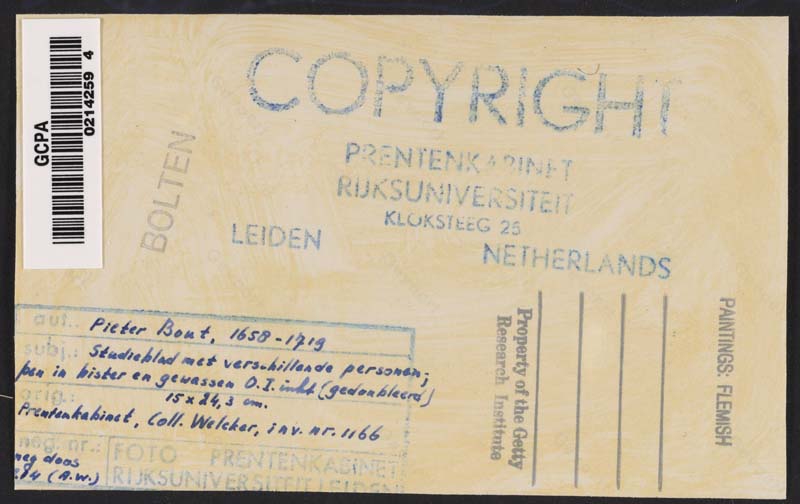 GCPA
0214259 4
COPYRIGHT
PRENTENKABINET
RIJKSUNIVERSITEIT
KLOKSTEEG 25
LEIDEN
NETHERLANDS
BOLTEN
aut.: Pieter Bout, 1658-1719
subj.: Studieblad met verschillende personen;
pen in bister en gewassen O.I. inkt (gedoubleerd)
orig.: 15 x 24,3 cm.
Prentenkabinet, Coll. Welcker, inv. nr. 1166
neg. nr.:
neg doos
284 (A.W.)
FOTO PRENTENKABINET
RIJKSUNIVERSITEIT LEIDEN
Property of the Getty
Research Institute
PAINTINGS: FLEMISH